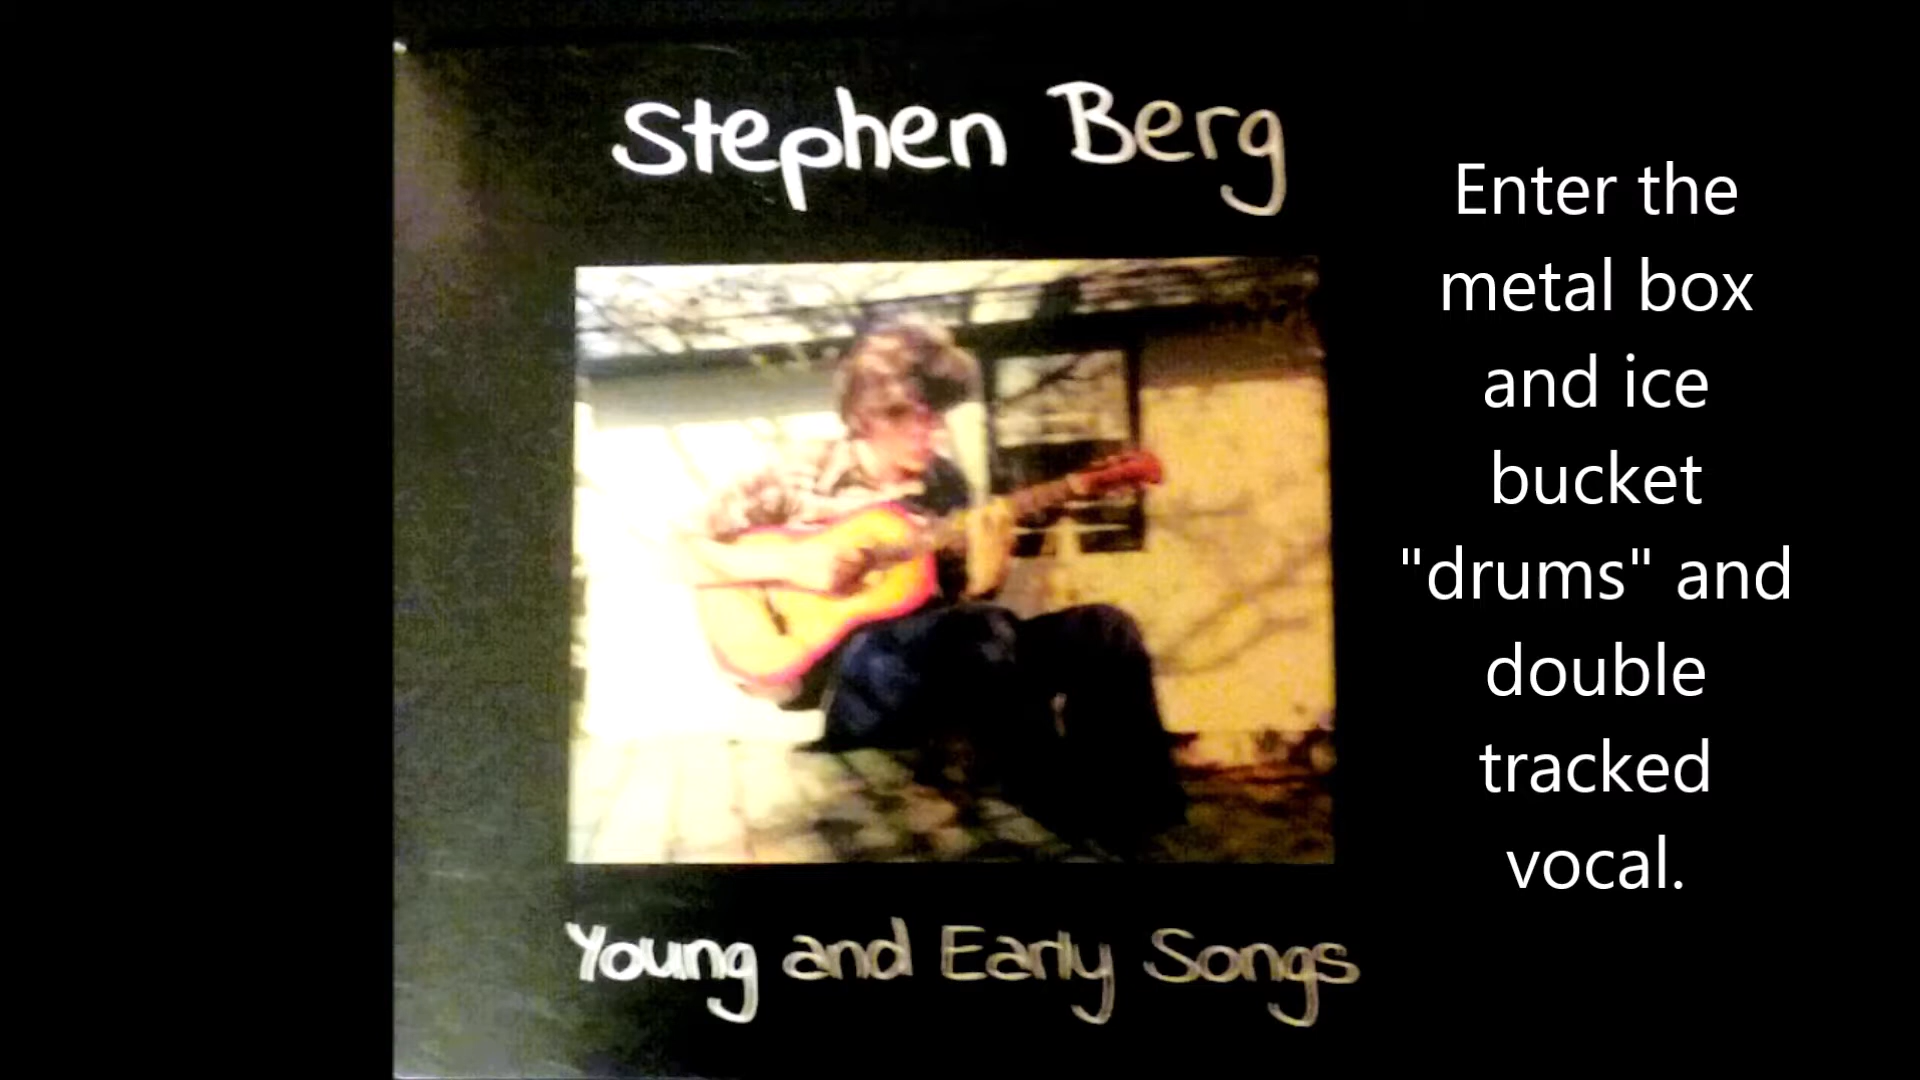 Stephen Berg
Young and Early Songs
Enter the
metal box
and ice
bucket
"drums" and
double
tracked
vocal.